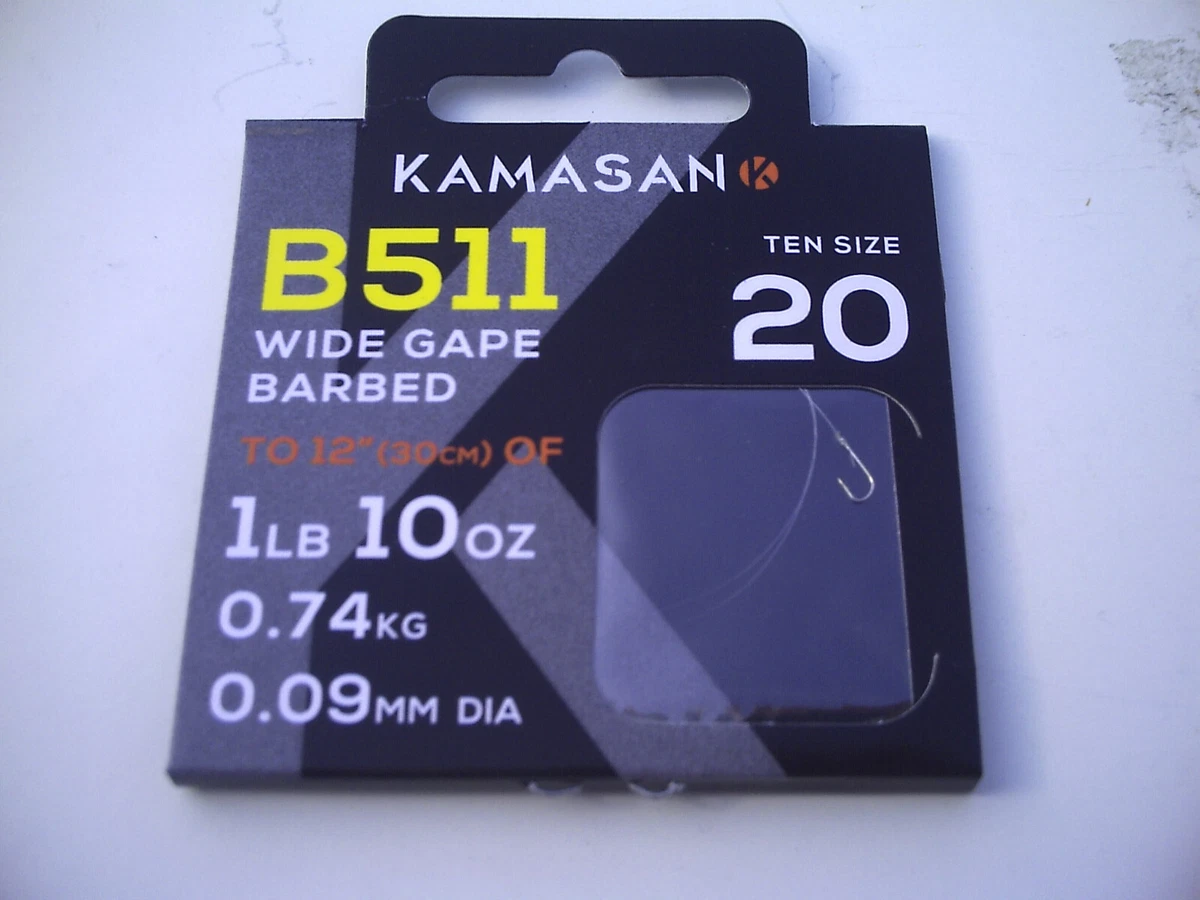 KAMASAN
B511
WIDE GAPE
BARBED
TO 12" (30CM) OF
1LB 10OZ
0.74KG
0.09MM DIA
TEN SIZE
20